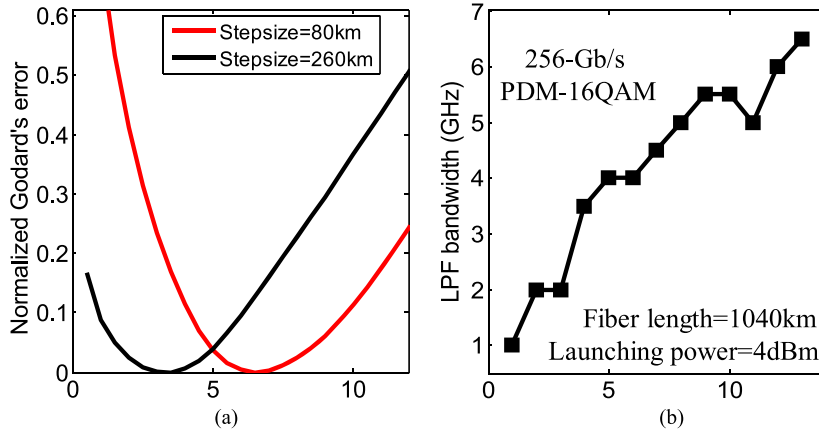 Normalized Godard's error
0.6
0.5
0.4
0.3
0.2
0.1
0
0
5
10
Stepsize=80km
Stepsize=260km
(a)
LPF bandwidth (GHz)
7
6
5
4
3
2
1
0
5
10
256-Gb/s
PDM-16QAM
Fiber length=1040km
Launching power=4dBm
(b)